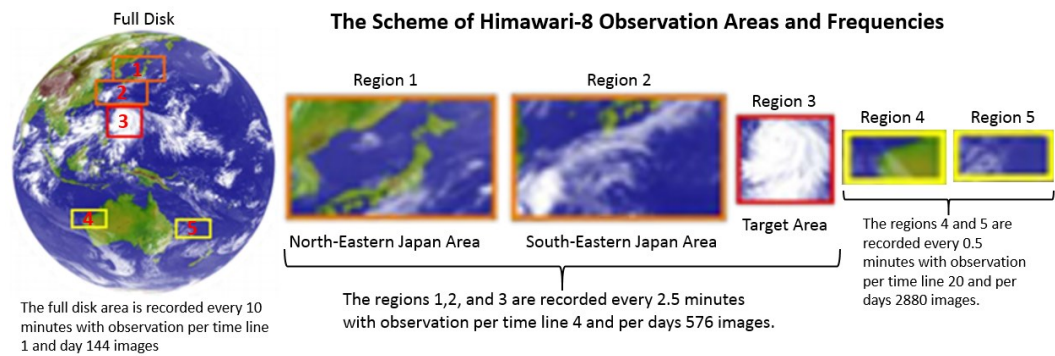 Full Disk
The Scheme of Himawari-8 Observation Areas and Frequencies
1
2
3
4
5
The full disk area is recorded every 10
minutes with observation per time line
1 and day 144 images
Region 1
Region 2
Region 3
Region 4
Region 5
North-Eastern Japan Area
South-Eastern Japan Area
Target Area
The regions 1,2, and 3 are recorded every 2.5 minutes
with observation per time line 4 and per days 576 images.
The regions 4 and 5 are
recorded every 0.5
minutes with observation
per time line 20 and per
days 2880 images.